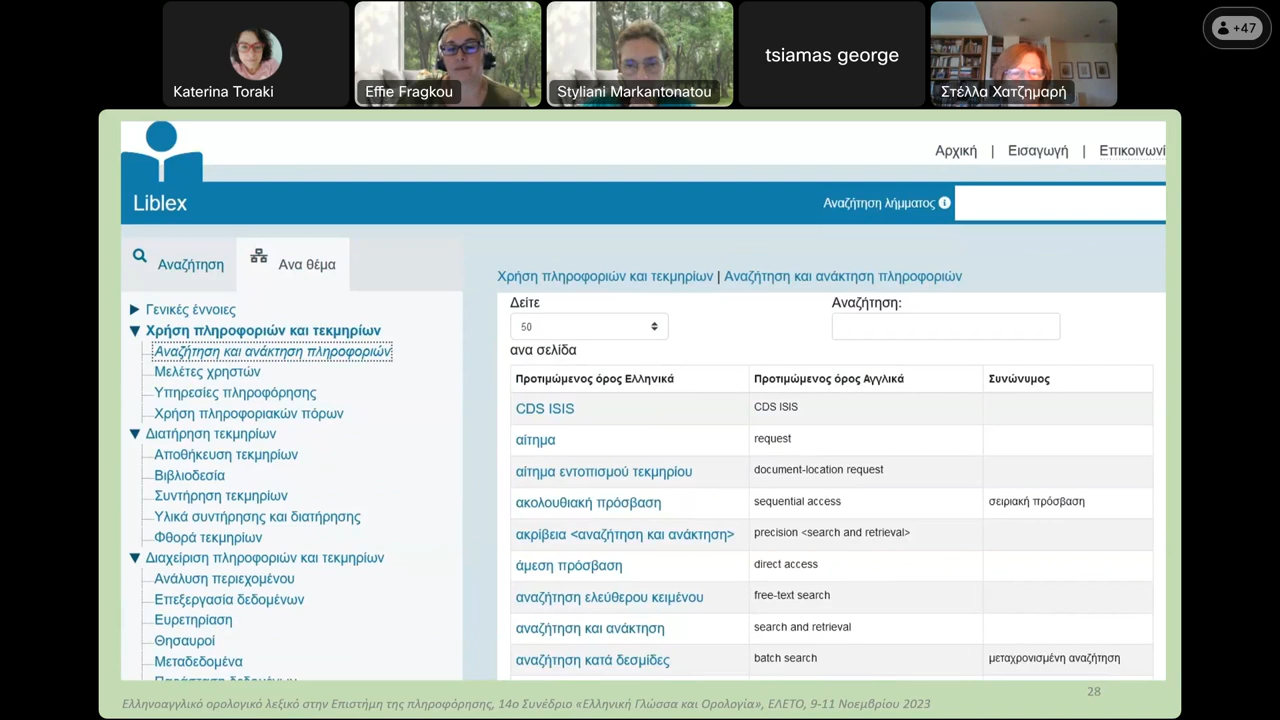 +47
Katerina Toraki
Effie Fragkou
Styliani Markantonatou
tsiamas george
Στέλλα Χατζημαρή
Αρχική | Εισαγωγή | Επικοινωνί
Liblex
Αναζήτηση λήμματος
Αναζήτηση
Ανα θέμα
Γενικές έννοιες
Χρήση πληροφοριών και τεκμηρίων
Αναζήτηση και ανάκτηση πληροφοριών
Μελέτες χρηστών
Υπηρεσίες πληροφόρησης
Χρήση πληροφοριακών πόρων
Διατήρηση τεκμηρίων
Αποθήκευση τεκμηρίων
Βιβλιοδεσία
Συντήρηση τεκμηρίων
Υλικά συντήρησης και διατήρησης
Φθορά τεκμηρίων
Διαχείριση πληροφοριών και τεκμηρίων
Ανάλυση περιεχομένου
Επεξεργασία δεδομένων
Ευρετηρίαση
Θησαυροί
Μεταδεδομένα
Χρήση πληροφοριών και τεκμηρίων | Αναζήτηση και ανάκτηση πληροφοριών
Δείτε
50
ανα σελίδα
Αναζήτηση:
Προτιμώμενος όρος Ελληνικά Προτιμώμενος όρος Αγγλικά Συνώνυμος
CDS ISIS CDS ISIS
αίτημα request
αίτημα εντοπισμού τεκμηρίου document-location request
ακολουθιακή πρόσβαση sequential access σειριακή πρόσβαση
ακρίβεια <αναζήτηση και ανάκτηση> precision <search and retrieval>
άμεση πρόσβαση direct access
αναζήτηση ελεύθερου κειμένου free-text search
αναζήτηση και ανάκτηση search and retrieval
αναζήτηση κατά δεσμίδες batch search μεταχρονισμένη αναζήτηση
28
Ελληνοαγγλικό ορολογικό λεξικό στην Επιστήμη της πληροφόρησης, 14ο Συνέδριο «Ελληνική Γλώσσα και Ορολογία», ΕΛΕΤΟ, 9-11 Νοεμβρίου 2023